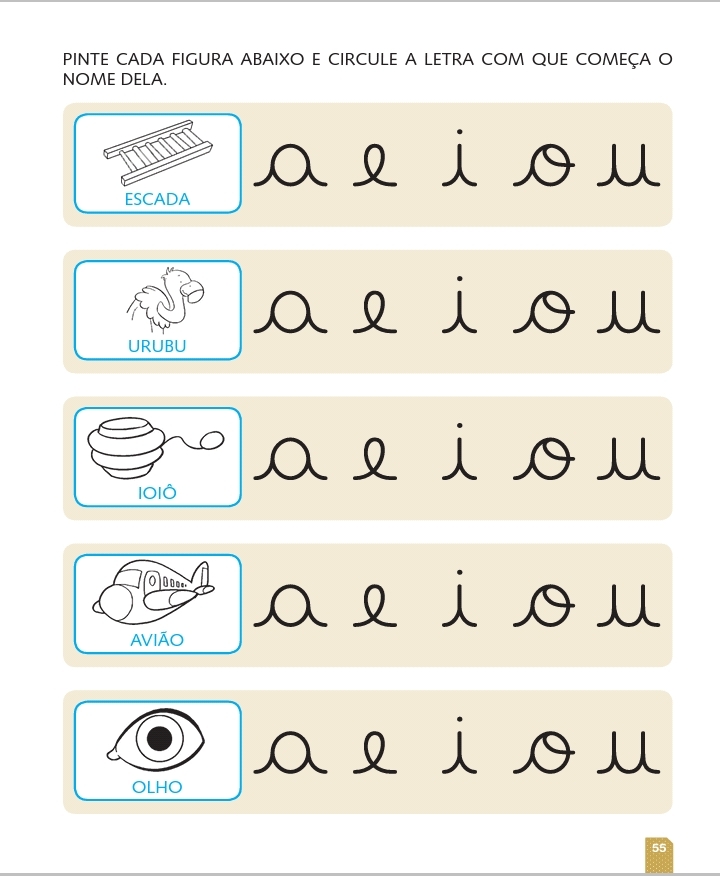 PINTE CADA FIGURA ABAIXO E CIRCULE A LETRA COM QUE COMEÇA O
NOME DELA.
ESCADA
a e i o u
URUBU
a e i o u
IOIÔ
a e i o u
AVIÃO
a e i o u
OLHO
a e i o u
55